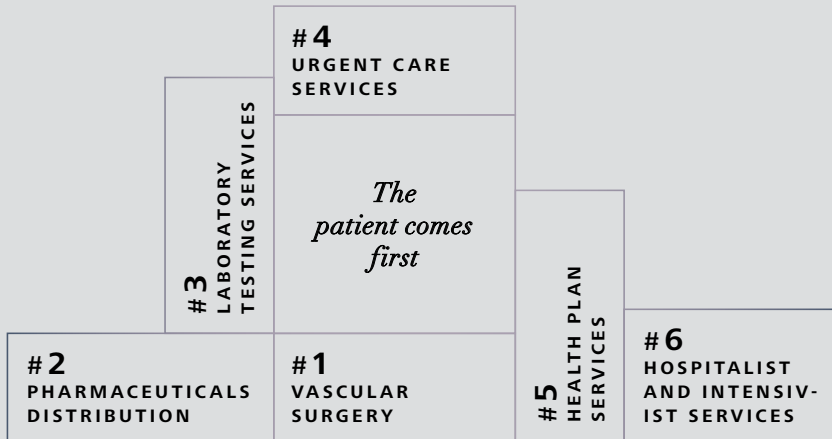 #4
URGENT CARE
SERVICES
#3
LABORATORY
TESTING SERVICES
The
patient comes
first
#5
HEALTH PLAN
SERVICES
#2
PHARMACEUTICALS
DISTRIBUTION
#1
VASCULAR
SURGERY
#6
HOSPITALIST
AND INTENSIV-
IST SERVICES